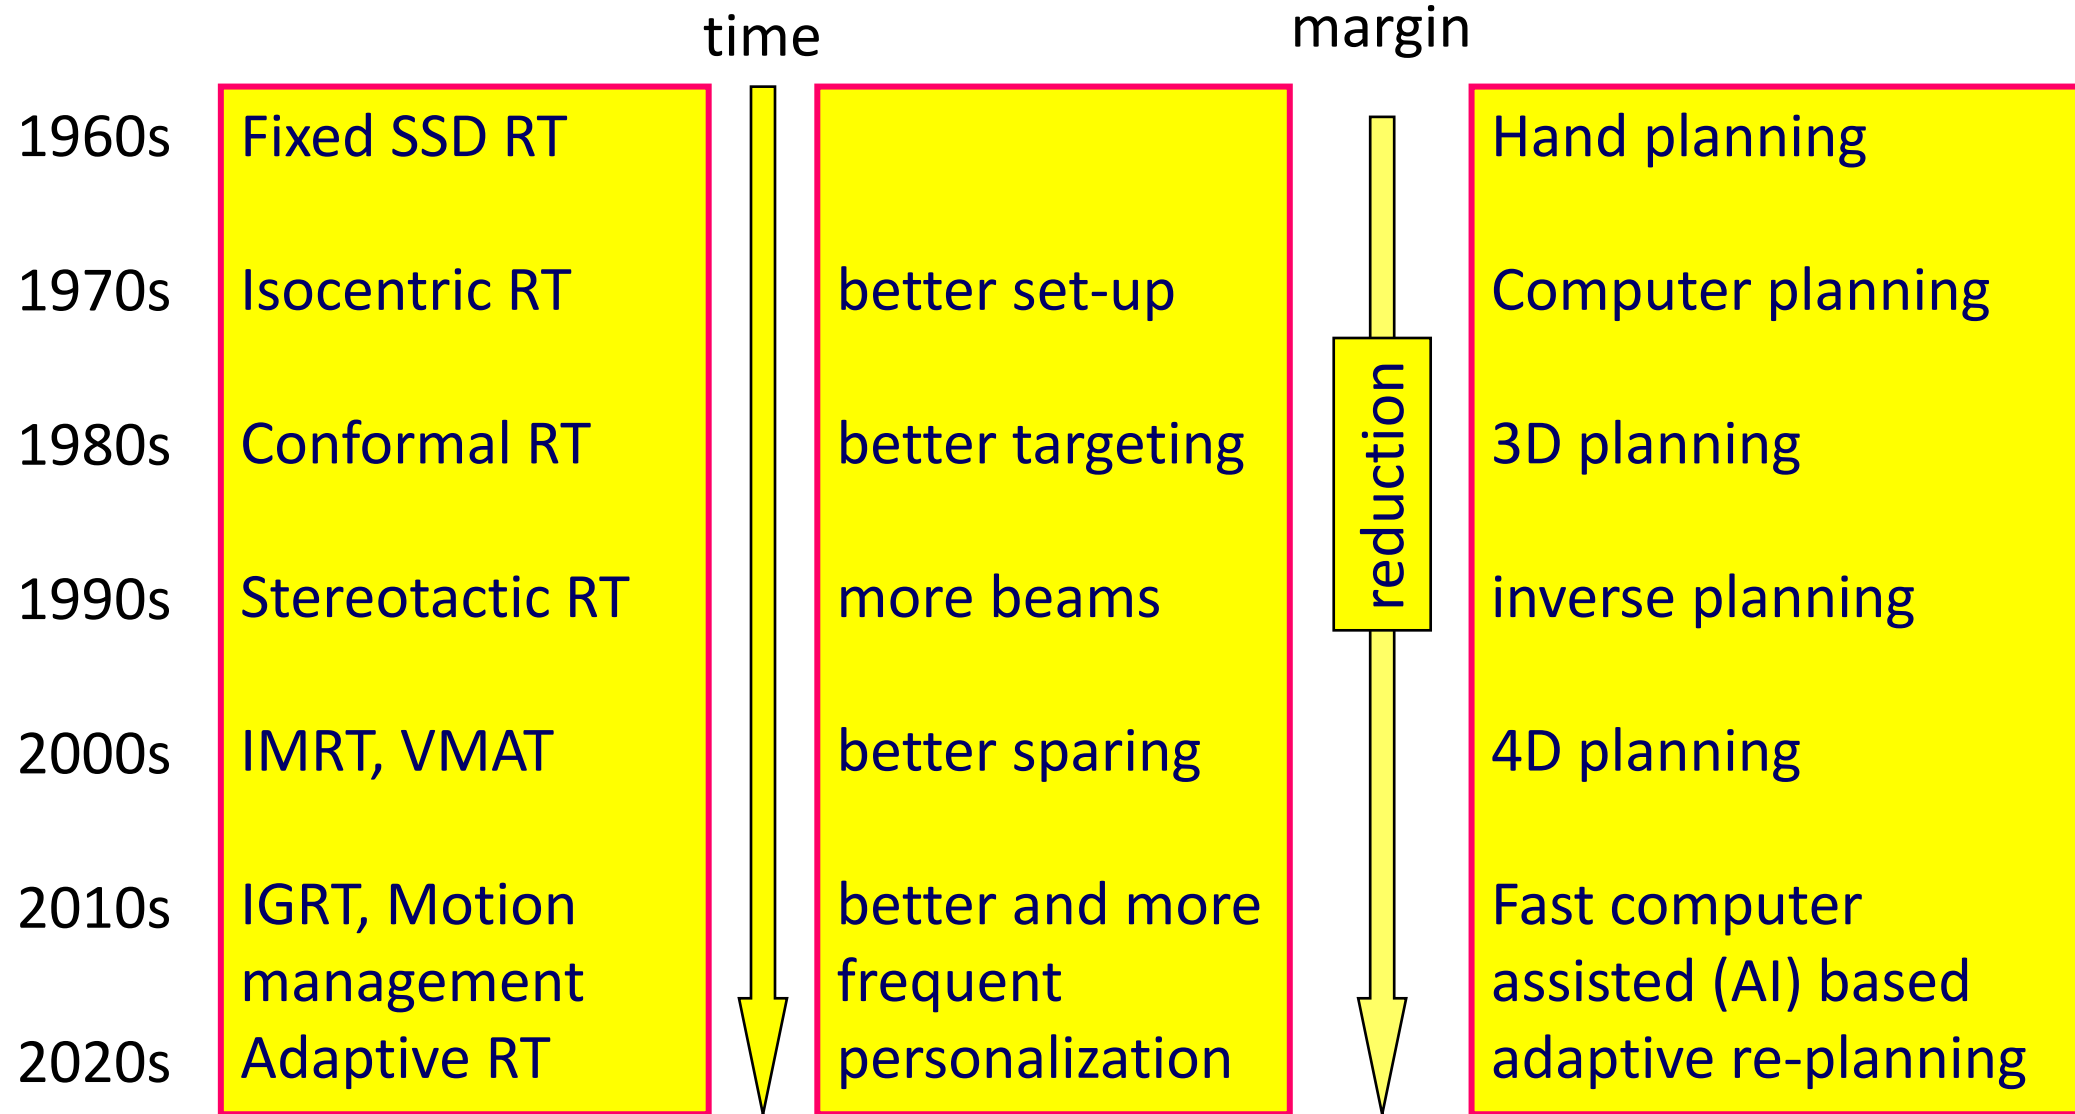 time
margin
1960s
Fixed SSD RT
Hand planning
1970s
Isocentric RT
better set-up
Computer planning
1980s
Conformal RT
better targeting
3D planning
reduction
1990s
Stereotactic RT
more beams
inverse planning
2000s
IMRT, VMAT
better sparing
4D planning
2010s
IGRT, Motion
better and more
Fast computer
management
frequent
assisted (AI) based
2020s
Adaptive RT
personalization
adaptive re-planning